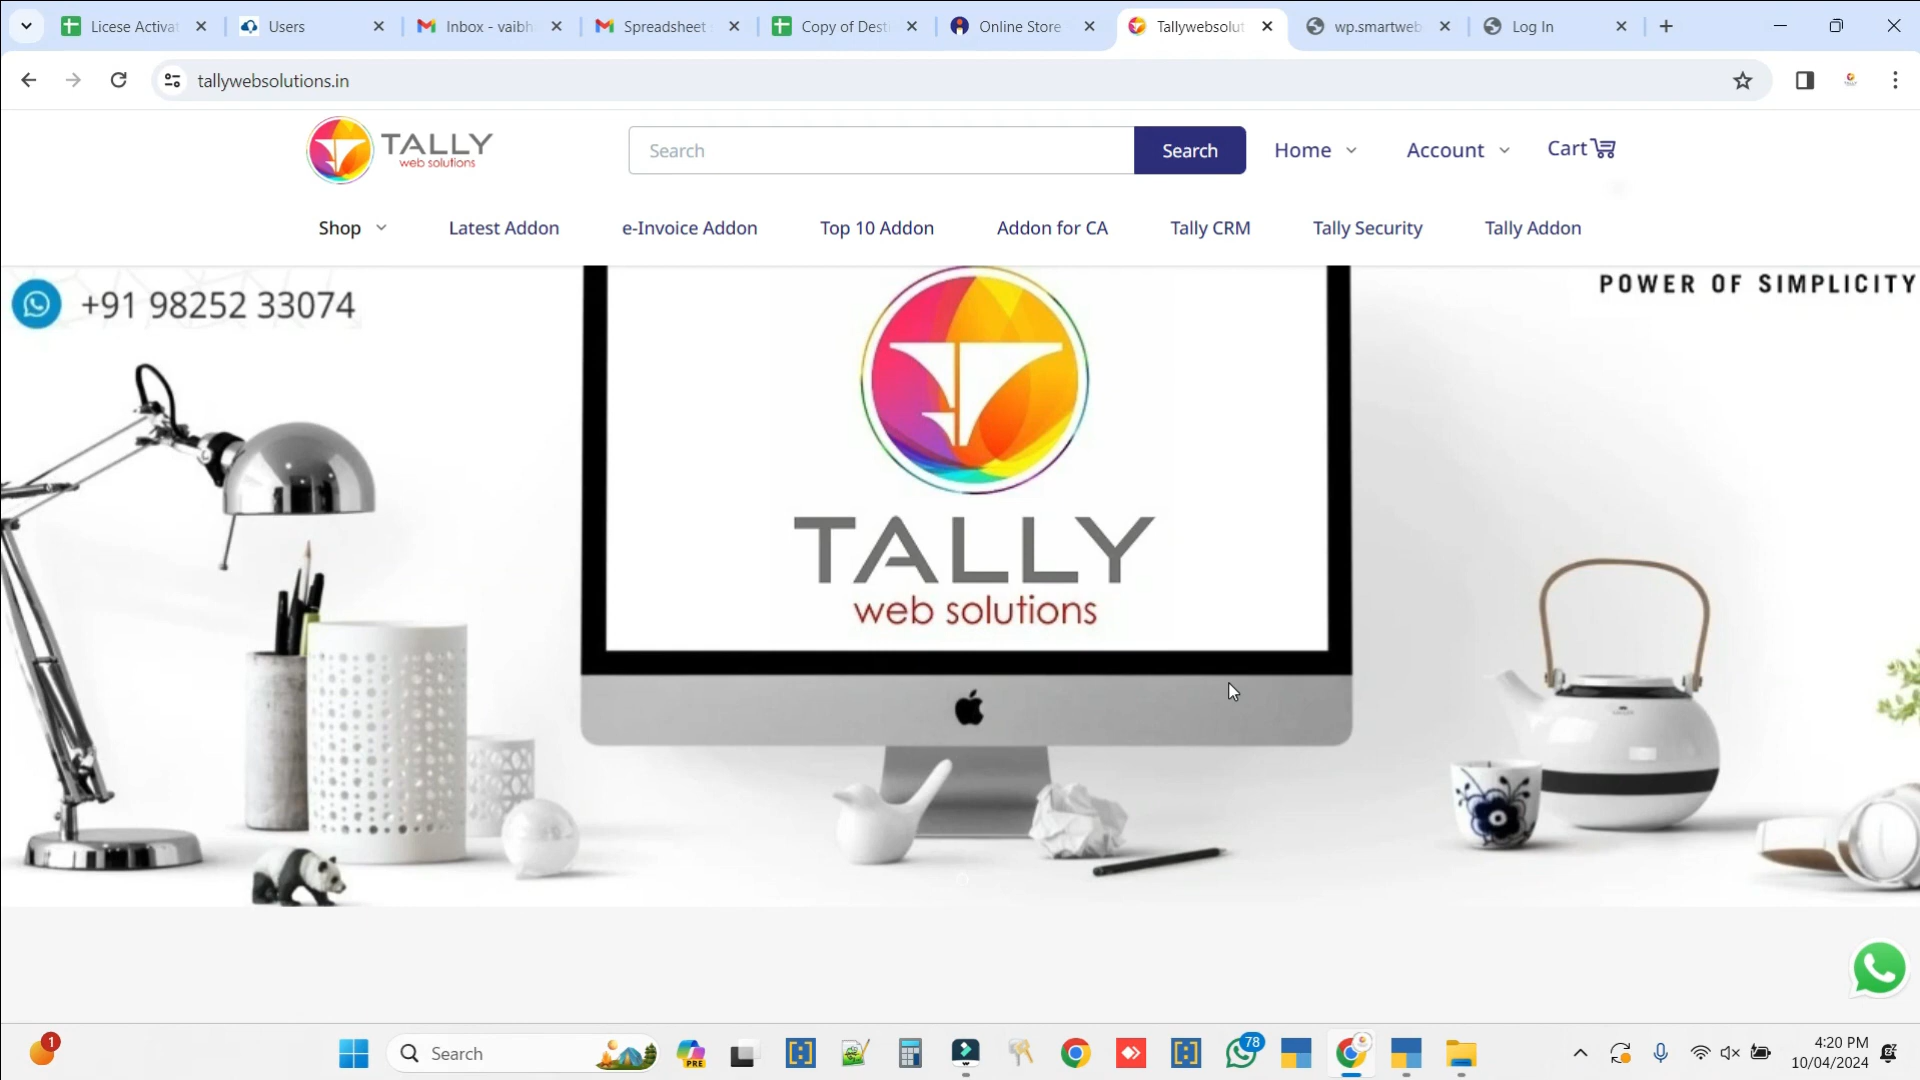 Licese Activat
Users
Inbox - vaibh
Spreadsheet
Copy of Dest
Online Store
Tallywebsolut
wp.smartweb
Log In
tallywebsolutions.in
TALLY
web solutions
Search
Search
Home
Account
Cart
Shop
Latest Addon
e-Invoice Addon
Top 10 Addon
Addon for CA
Tally CRM
Tally Security
Tally Addon
+91 98252 33074
POWER OF SIMPLICITY
TALLY
web solutions
1
Search
PRE
78
4:20 PM
10/04/2024